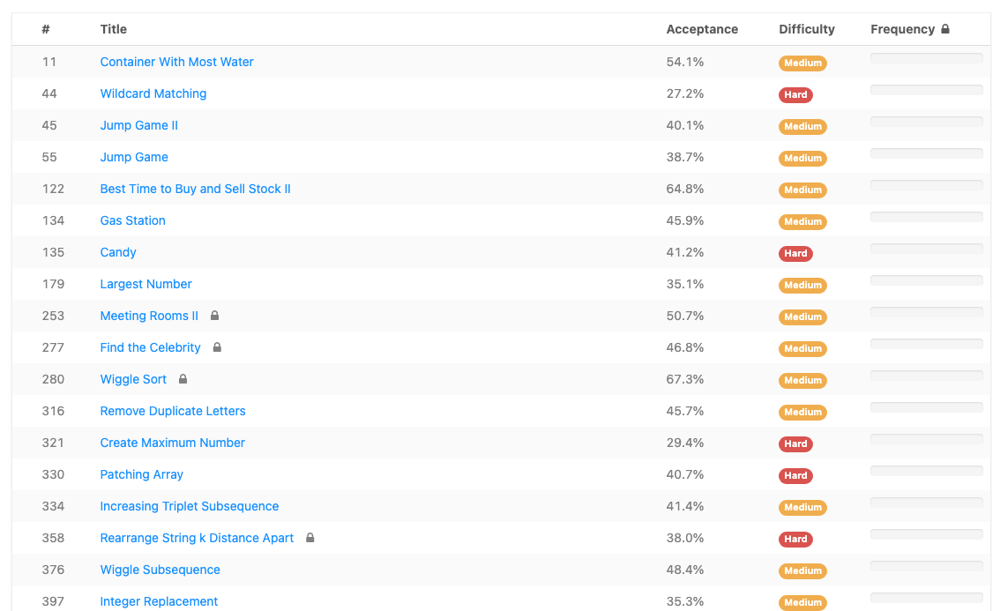 # Title Acceptance Difficulty Frequency
11 Container With Most Water 54.1% Medium
44 Wildcard Matching 27.2% Hard
45 Jump Game II 40.1% Medium
55 Jump Game 38.7% Medium
122 Best Time to Buy and Sell Stock II 64.8% Medium
134 Gas Station 45.9% Medium
135 Candy 41.2% Hard
179 Largest Number 35.1% Medium
253 Meeting Rooms II 50.7% Medium
277 Find the Celebrity 46.8% Medium
280 Wiggle Sort 67.3% Medium
316 Remove Duplicate Letters 45.7% Medium
321 Create Maximum Number 29.4% Hard
330 Patching Array 40.7% Hard
334 Increasing Triplet Subsequence 41.4% Medium
358 Rearrange String k Distance Apart 38.0% Hard
376 Wiggle Subsequence 48.4% Medium
397 Integer Replacement 35.3% Medium